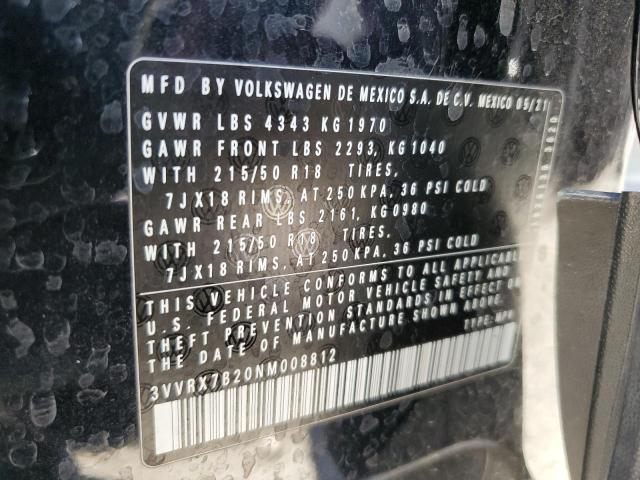 MFD BY VOLKSWAGEN DE MEXICO S.A. DE C.V. MEXICO 05/21
GVWR LBS 4343 KG 1970
GAWR FRONT LBS 2293, KG 1040
WITH 215/50 R18 TIRES,
7JX18 RIMS, AT 250 KPA, 36 PSI COLD
GAWR REAR LBS 2161, KG 0980
WITH 215/50 R18 TIRES,
7JX18 RIMS, AT 250 KPA, 36 PSI COLD
THIS VEHICLE CONFORMS TO ALL APPLICABLE
U.S. FEDERAL MOTOR VEHICLE SAFETY AND
THEFT PREVENTION STANDARDS IN EFFECT ON
THE DATE OF MANUFACTURE SHOWN ABOVE.
3VVRX7B20NM008812 TYPE: MPV